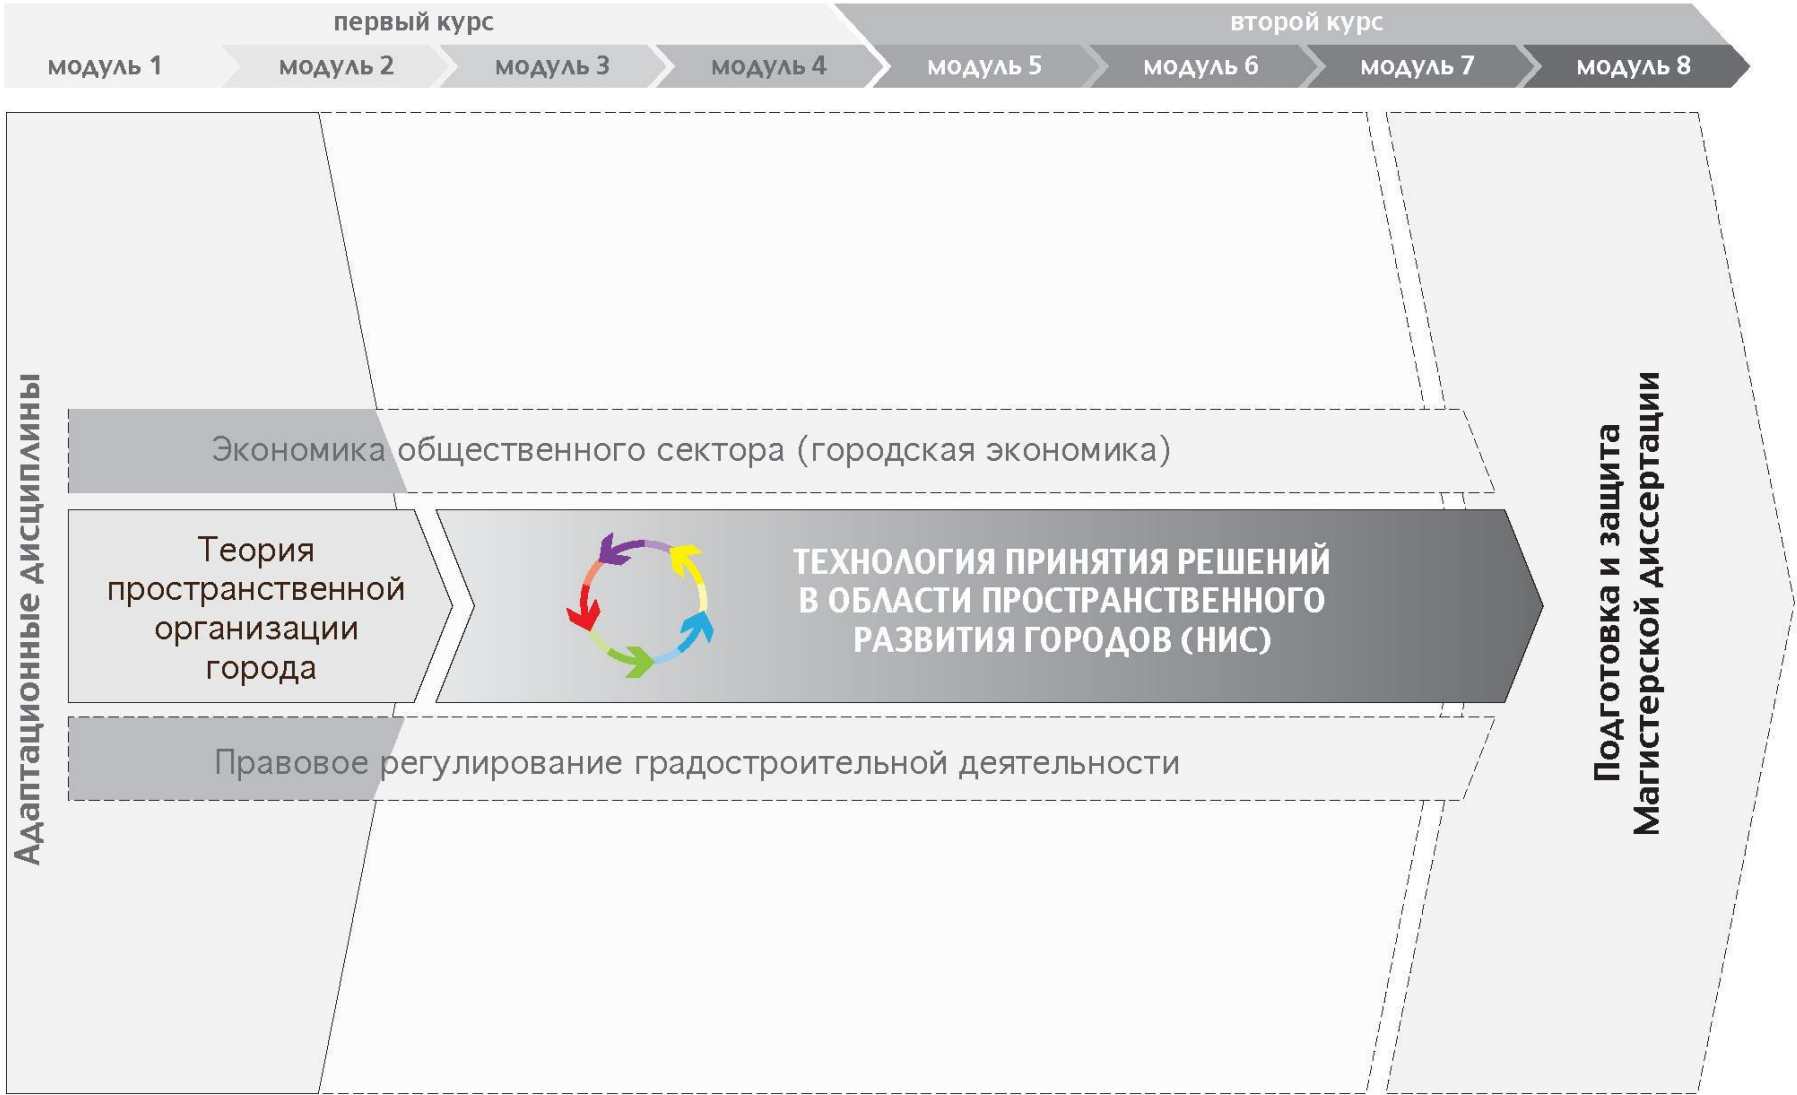 первый курс
второй курс
модуль 1
модуль 2
модуль 3
модуль 4
модуль 5
модуль 6
модуль 7
модуль 8
Адаптационные дисциплины
Экономика общественного сектора (городская экономика)
Теория
пространственной
организации
города
ТЕХНОЛОГИЯ ПРИНЯТИЯ РЕШЕНИЙ
В ОБЛАСТИ ПРОСТРАНСТВЕННОГО
РАЗВИТИЯ ГОРОДОВ (НИС)
Правовое регулирование градостроительной деятельности
Подготовка и защита
Магистерской диссертации